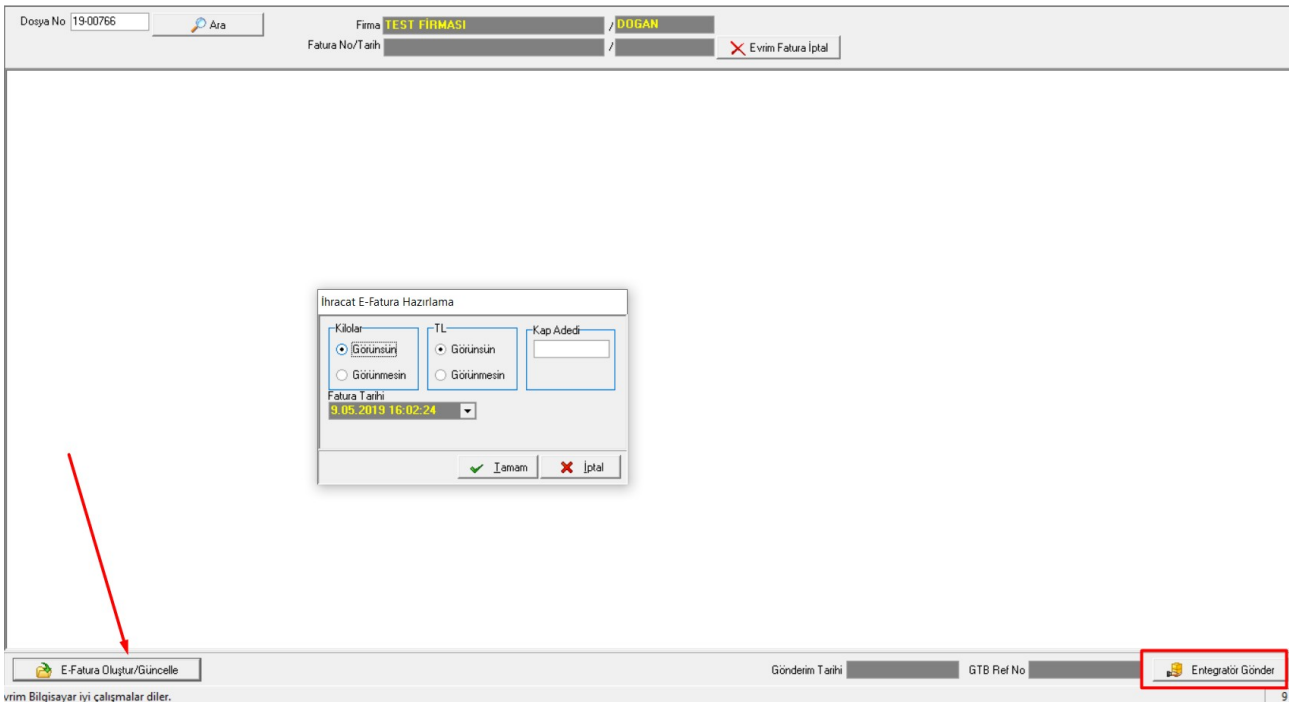 Dosya No 19-00766 Ara Firma TEST FİRMASI / DOGAN
Fatura No/Tarih / Evrim Fatura İptal
İhracat E-Fatura Hazırlama
Kilolar TL Kap Adedi
Görünsün Görünsün
Görünmesin Görünmesin
Fatura Tarihi
9.05.2019 16:02:24
Tamam İptal
E-Fatura Oluştur/Güncelle Gönderim Tarihi GTB Ref No Entegratör Gönder
vrim Bilgisayar iyi çalışmalar diler. 9